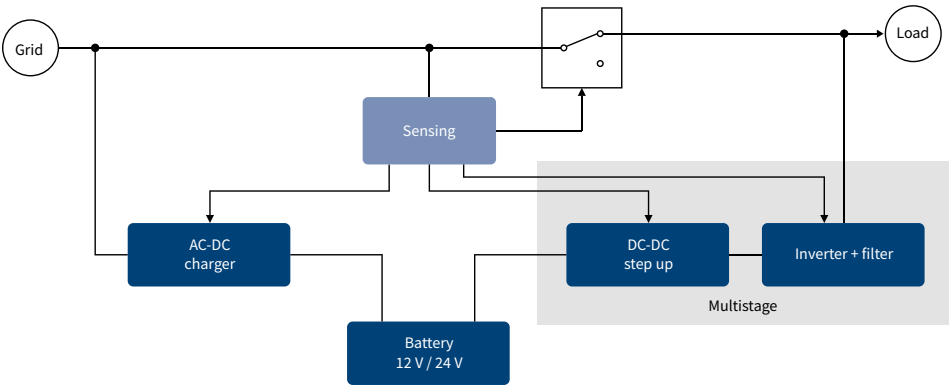 Grid
Load
Sensing
AC-DC
charger
DC-DC
step up
Inverter + filter
Multistage
Battery
12 V / 24 V